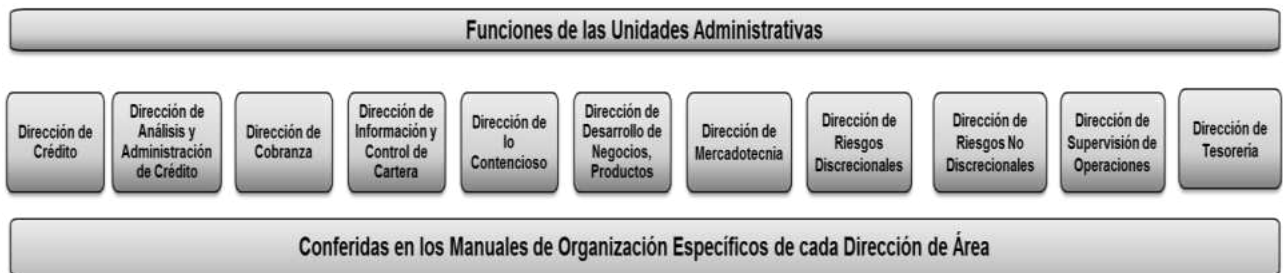 Funciones de las Unidades Administrativas
Dirección de
Crédito
Dirección de
Análisis y
Administración
de Crédito
Dirección de
Cobranza
Dirección de
Información y
Control de
Cartera
Dirección de
lo
Contencioso
Dirección de
Desarrollo de
Negocios,
Productos
Dirección de
Mercadotecnia
Dirección de
Riesgos
Discrecionales
Dirección de
Riesgos No
Discrecionales
Dirección de
Supervisión de
Operaciones
Dirección de
Tesorería
Conferidas en los Manuales de Organización Específicos de cada Dirección de Área